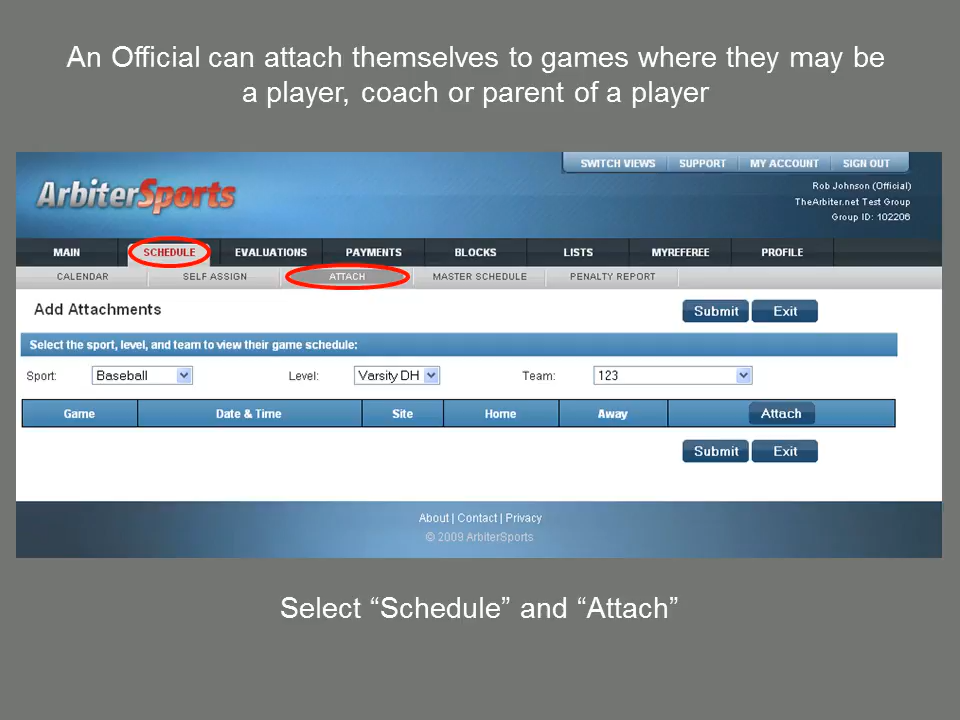 An Official can attach themselves to games where they may be
a player, coach or parent of a player
SWITCH VIEWS SUPPORT MY ACCOUNT SIGN OUT
ArbiterSports
Rob Johnson (Official)
TheArbiter.net Test Group
Group ID: 102206
MAIN SCHEDULE EVALUATIONS PAYMENTS BLOCKS LISTS MYREFEREE PROFILE
CALENDAR SELF ASSIGN ATTACH MASTER SCHEDULE PENALTY REPORT
Add Attachments Submit Exit
Select the sport, level, and team to view their game schedule:
Sport: Baseball Level: Varsity DH Team: 123
Game Date & Time Site Home Away Attach
Submit Exit
About | Contact | Privacy
© 2009 ArbiterSports
Select “Schedule” and “Attach”